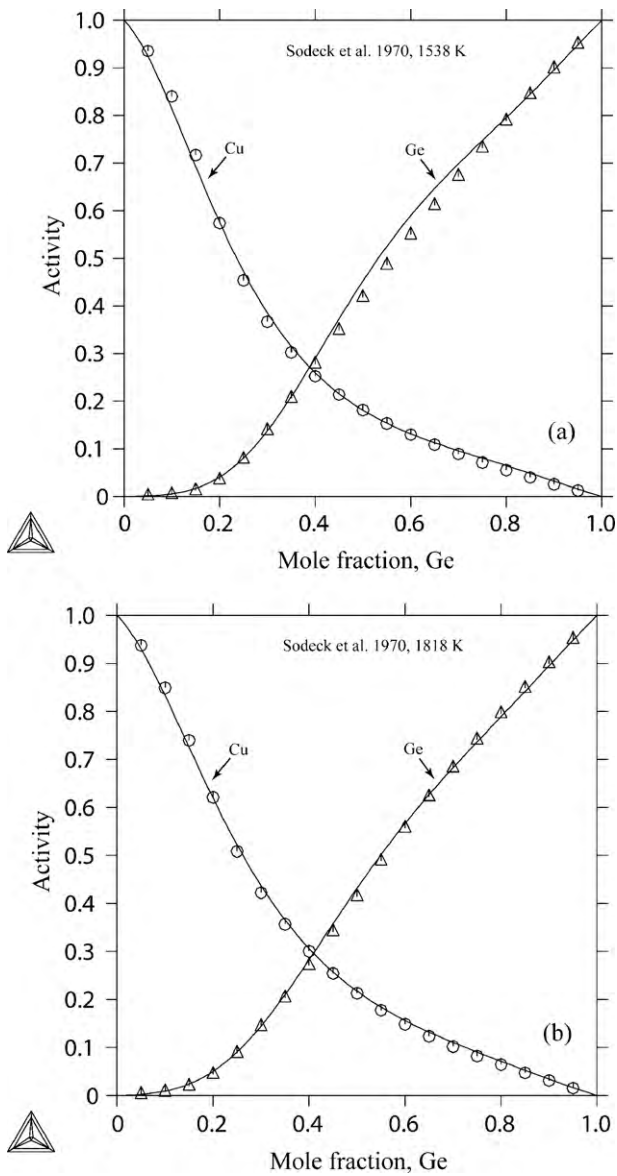 1.0
0.9
0.8
0.7
0.6
0.5
0.4
0.3
0.2
0.1
0
Activity
Sodeck et al. 1970, 1538 K
Cu
Ge
(a)
0 0.2 0.4 0.6 0.8 1.0
Mole fraction, Ge
1.0
0.9
0.8
0.7
0.6
0.5
0.4
0.3
0.2
0.1
0
Activity
Sodeck et al. 1970, 1818 K
Cu
Ge
(b)
0 0.2 0.4 0.6 0.8 1.0
Mole fraction, Ge